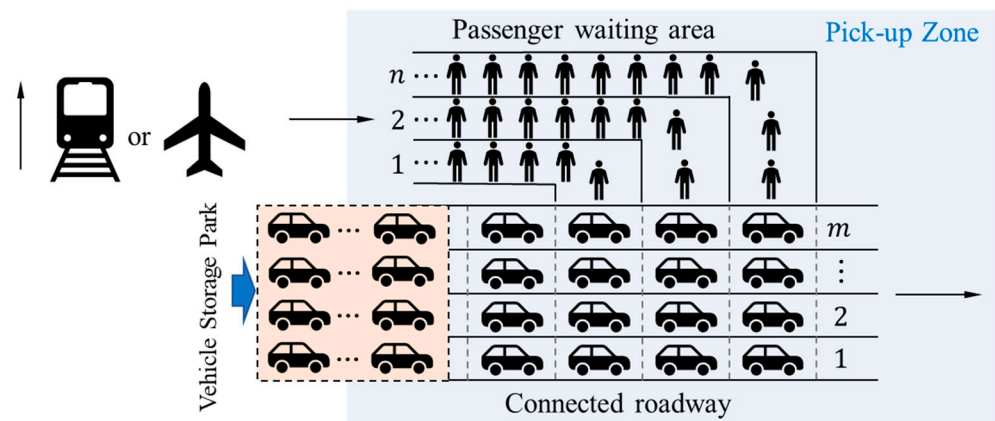 Passenger waiting area
Pick-up Zone
n ...
2 ...
1 ...
or
Vehicle Storage Park
... m
... ⋮
... 2
... 1
Connected roadway